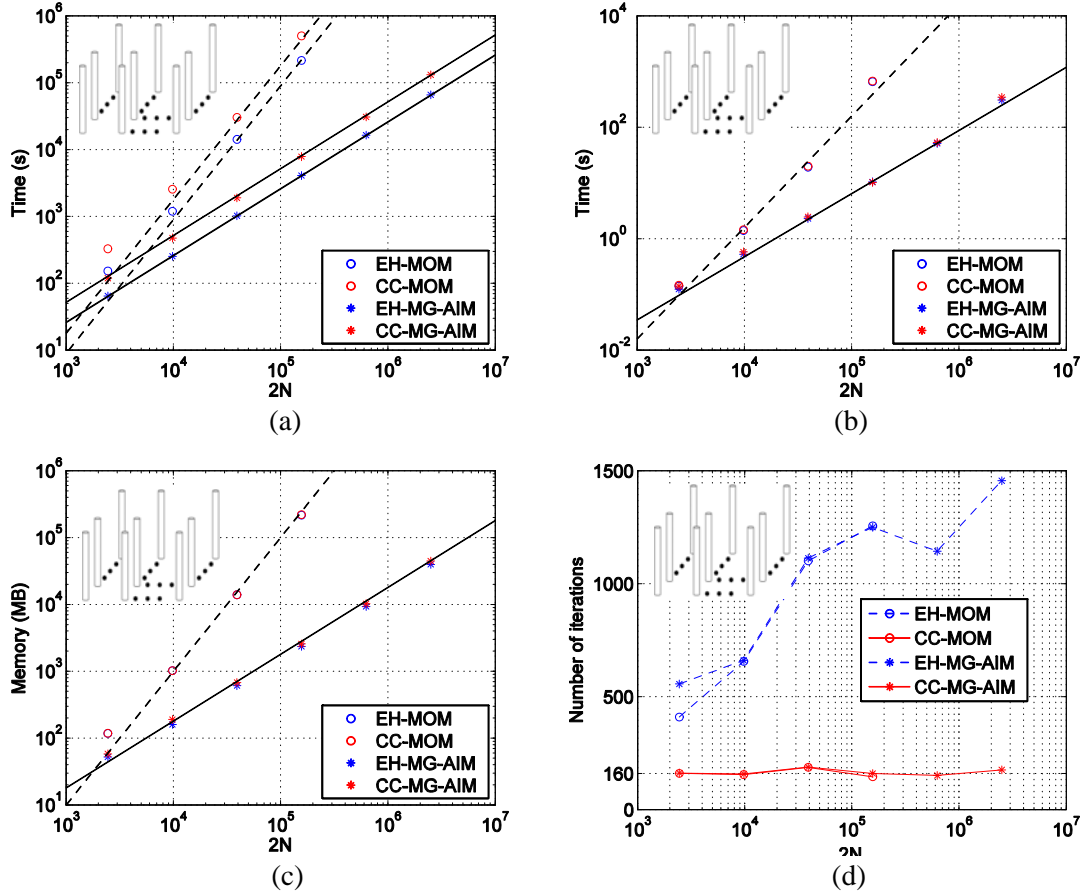 10^6
10^5
10^4
10^3
10^2
10^1
Time (s)
EH-MOM
CC-MOM
EH-MG-AIM
CC-MG-AIM
10^3 10^4 10^5 10^6 10^7
2N
(a)
10^4
10^2
10^0
10^-2
Time (s)
EH-MOM
CC-MOM
EH-MG-AIM
CC-MG-AIM
10^3 10^4 10^5 10^6 10^7
2N
(b)
10^6
10^5
10^4
10^3
10^2
10^1
Memory (MB)
EH-MOM
CC-MOM
EH-MG-AIM
CC-MG-AIM
10^3 10^4 10^5 10^6 10^7
2N
(c)
1500
1000
500
160
0
Number of iterations
EH-MOM
CC-MOM
EH-MG-AIM
CC-MG-AIM
10^3 10^4 10^5 10^6 10^7
2N
(d)